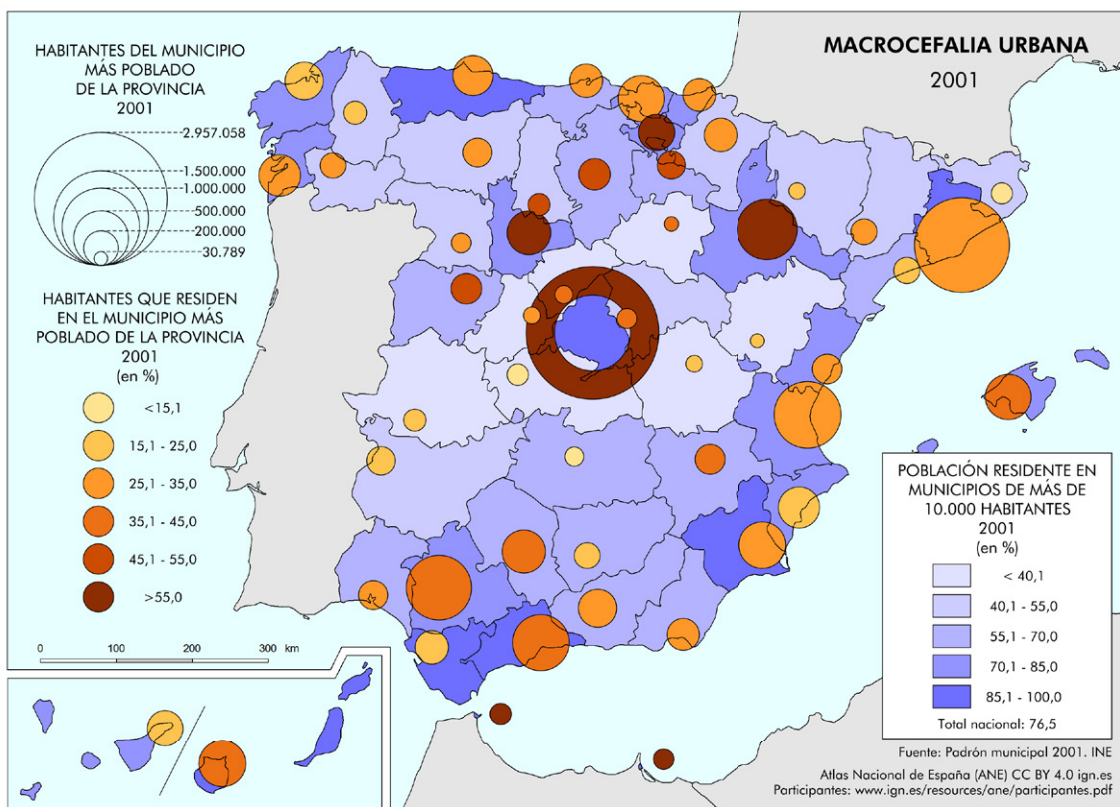 MACROCEFALIA URBANA
2001
HABITANTES DEL MUNICIPIO
MÁS POBLADO
DE LA PROVINCIA
2001
2.957.058
1.500.000
1.000.000
500.000
200.000
30.789
HABITANTES QUE RESIDEN
EN EL MUNICIPIO MÁS
POBLADO DE LA PROVINCIA
2001
(en %)
<15,1
15,1 - 25,0
25,1 - 35,0
35,1 - 45,0
45,1 - 55,0
>55,0
0 100 200 300 km
POBLACIÓN RESIDENTE EN
MUNICIPIOS DE MÁS DE
10.000 HABITANTES
2001
(en %)
< 40,1
40,1 - 55,0
55,1 - 70,0
70,1 - 85,0
85,1 - 100,0
Total nacional: 76,5
Fuente: Padrón municipal 2001. INE
Atlas Nacional de España (ANE) CC BY 4.0 ign.es
Participantes: www.ign.es/resources/ane/participantes.pdf